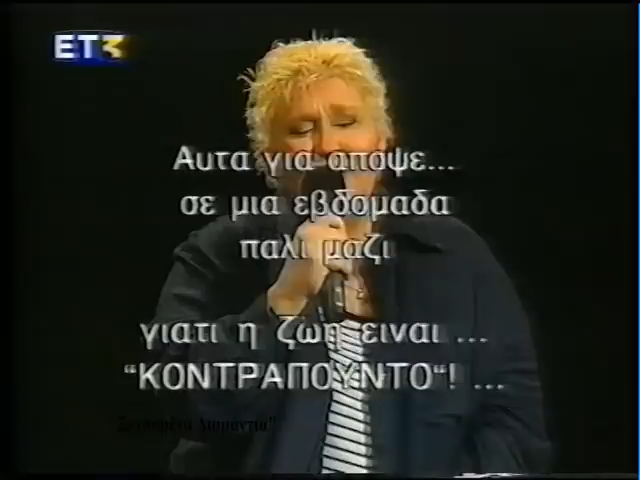 ΕΤ3
Αυτα για αποψε...
σε μια εβδομαδα
παλι μαζι
γιατι η ζωη ειναι ...
“ΚΟΝΤΡΑΠΟΥΝΤΟ“! ...